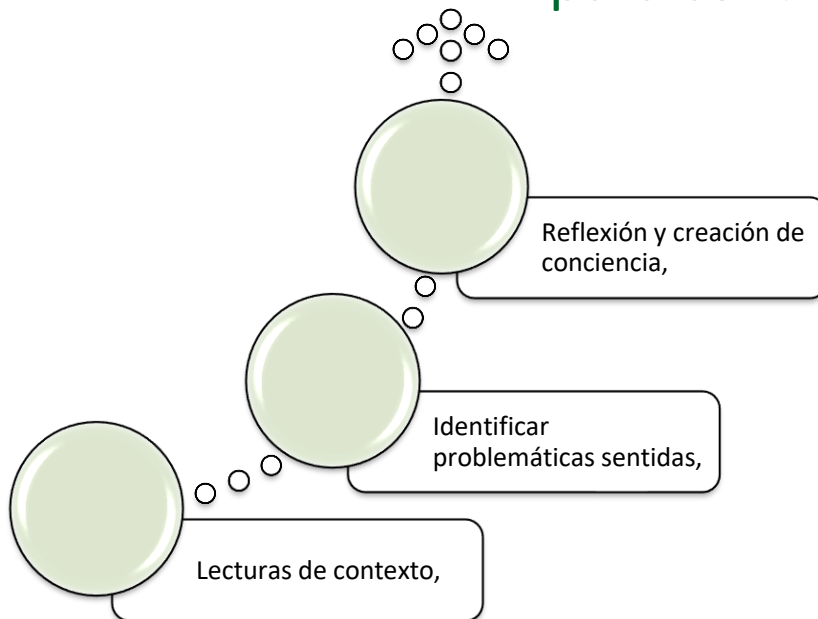 Reflexión y creación de
conciencia,
Identificar
problemáticas sentidas,
Lecturas de contexto,